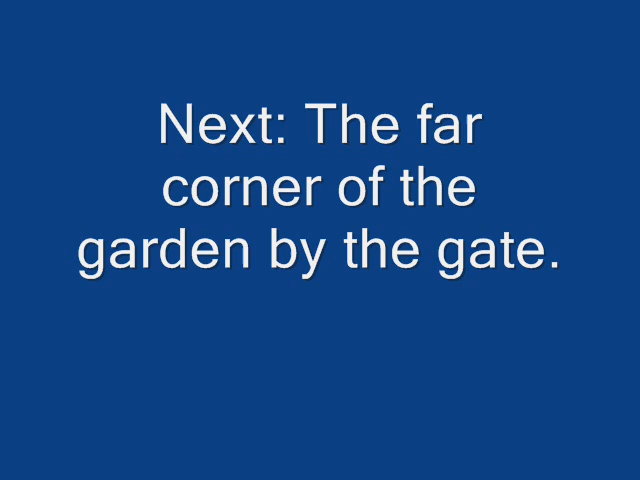 Next: The far
corner of the
garden by the gate.